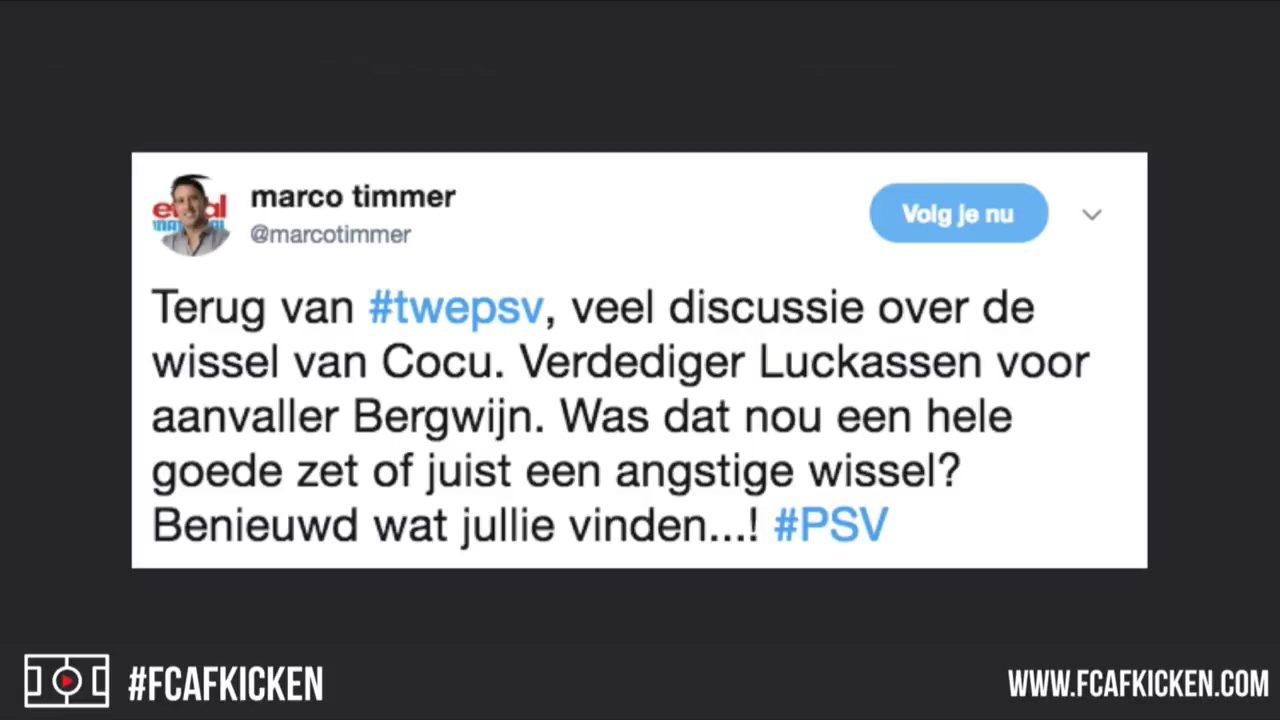 marco timmer
@marcotimmer
Volg je nu
Terug van #twepsv, veel discussie over de
wissel van Cocu. Verdediger Luckassen voor
aanvaller Bergwijn. Was dat nou een hele
goede zet of juist een angstige wissel?
Benieuwd wat jullie vinden...! #PSV
#FCAFKICKEN
WWW.FCAFKICKEN.COM